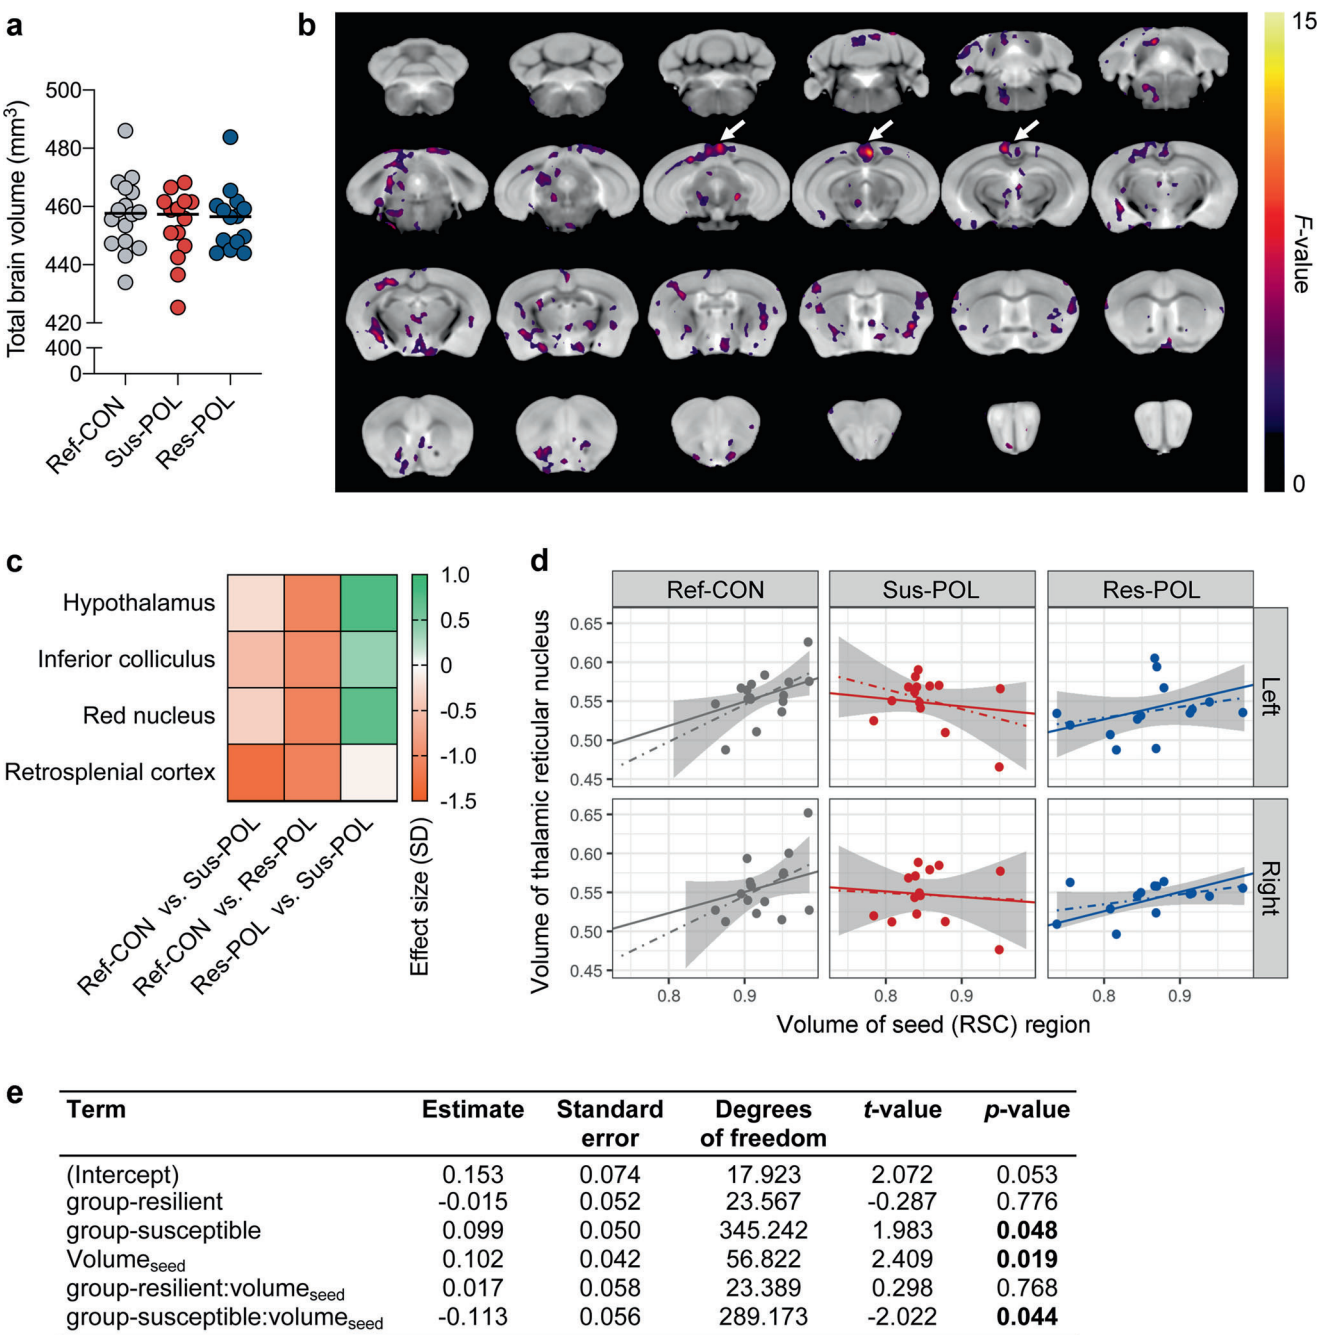 a
Total brain volume (mm³)
500
480
460
440
420
400
0
Ref-CON
Sus-POL
Res-POL
b
15
F-value
0
c
Hypothalamus
Inferior colliculus
Red nucleus
Retrosplenial cortex
Ref-CON vs. Sus-POL
Ref-CON vs. Res-POL
Res-POL vs. Sus-POL
1.0
0.5
0
-0.5
-1.0
-1.5
Effect size (SD)
d
Ref-CON
Sus-POL
Res-POL
Volume of thalamic reticular nucleus
0.65
0.60
0.55
0.50
0.45
Left
0.65
0.60
0.55
0.50
0.45
Right
0.8 0.9 0.8 0.9 0.8 0.9
Volume of seed (RSC) region
e
Term Estimate Standard error Degrees of freedom t-value p-value
(Intercept) 0.153 0.074 17.923 2.072 0.053
group-resilient -0.015 0.052 23.567 -0.287 0.776
group-susceptible 0.099 0.050 345.242 1.983 0.048
Volume seed 0.102 0.042 56.822 2.409 0.019
group-resilient:volume seed 0.017 0.058 23.389 0.298 0.768
group-susceptible:volume seed -0.113 0.056 289.173 -2.022 0.044